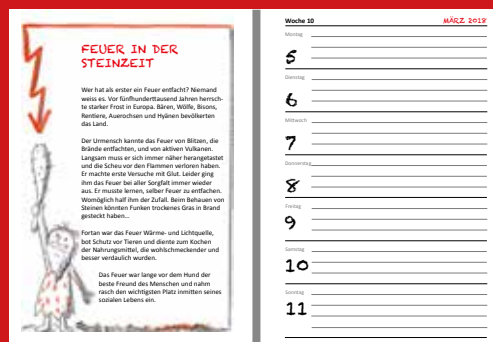 FEUER IN DER
STEINZEIT
Wer hat als erster ein Feuer entfacht? Niemand
weiss es. Vor fünfhunderttausend Jahren herrsch-
te starker Frost in Europa. Bären, Wölfe, Bisons,
Rentiere, Auerochsen und Hyänen bevölkerten
das Land.
Der Urmensch kannte das Feuer von Blitzen, die
Brände entfachten, und von aktiven Vulkanen.
Langsam muss er sich immer näher herangetastet
und die Scheu vor den Flammen verloren haben.
Er machte erste Versuche mit Glut. Leider ging
ihm das Feuer bei aller Sorgfalt immer wieder
aus. Er musste lernen, selber Feuer zu entfachen.
Womöglich half ihm der Zufall. Beim Behauen von
Steinen könnten Funken trockenes Gras in Brand
gesteckt haben...
Fortan war das Feuer Wärme- und Lichtquelle,
bot Schutz vor Tieren und diente zum Kochen
der Nahrungsmittel, die wohlschmeckender und
besser verdaulich wurden.
Das Feuer war lange vor dem Hund der
beste Freund des Menschen und nahm
rasch den wichtigsten Platz inmitten seines
sozialen Lebens ein.
Woche 10
MÄRZ 2018
Montag
5
Dienstag
6
Mittwoch
7
Donnerstag
8
Freitag
9
Samstag
10
Sonntag
11